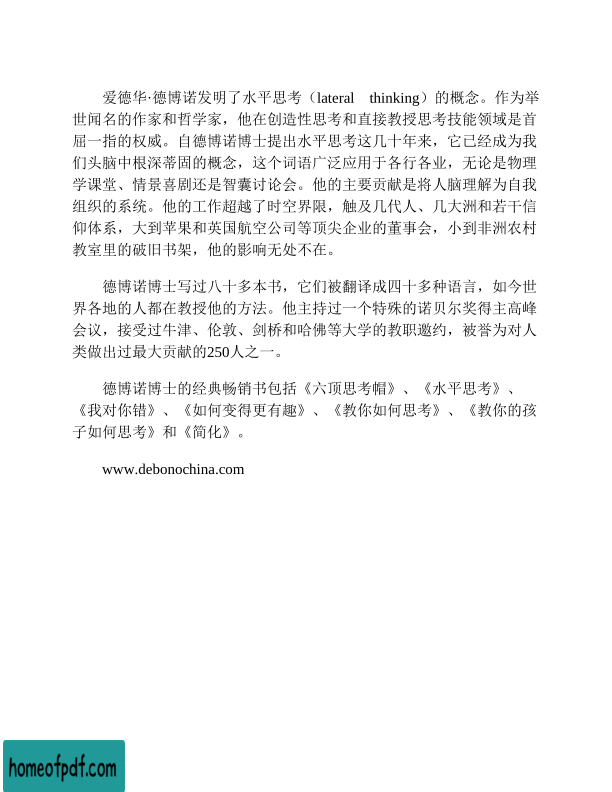 爱德华·德博诺发明了水平思考（lateral thinking）的概念。作为举
世闻名的作家和哲学家，他在创造性思考和直接教授思考技能领域是首
屈一指的权威。自德博诺博士提出水平思考这几十年来，它已经成为我
们头脑中根深蒂固的概念，这个词语广泛应用于各行各业，无论是物理
学课堂、情景喜剧还是智囊讨论会。他的主要贡献是将人脑理解为自我
组织的系统。他的工作超越了时空界限，触及几代人、几大洲和若干信
仰体系，大到苹果和英国航空公司等顶尖企业的董事会，小到非洲农村
教室里的破旧书架，他的影响无处不在。
德博诺博士写过八十多本书，它们被翻译成四十多种语言，如今世
界各地的人都在教授他的方法。他主持过一个特殊的诺贝尔奖得主高峰
会议，接受过牛津、伦敦、剑桥和哈佛等大学的教职邀约，被誉为对人
类做出过最大贡献的250人之一。
德博诺博士的经典畅销书包括《六顶思考帽》、《水平思考》、
《我对你错》、《如何变得更有趣》、《教你如何思考》、《教你的孩
子如何思考》和《简化》。
www.debonochina.com
homeofpdf.com